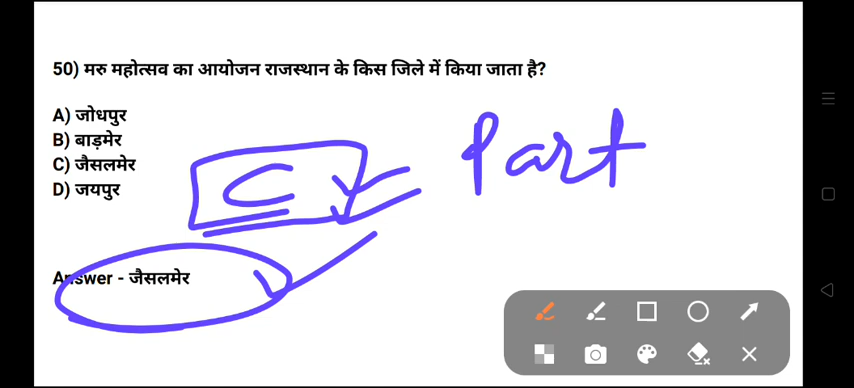 50) मरु महोत्सव का आयोजन राजस्थान के किस जिले में किया जाता है?
A) जोधपुर
B) बाड़मेर
C) जैसलमेर
D) जयपुर
C
Part
Answer - जैसलमेर